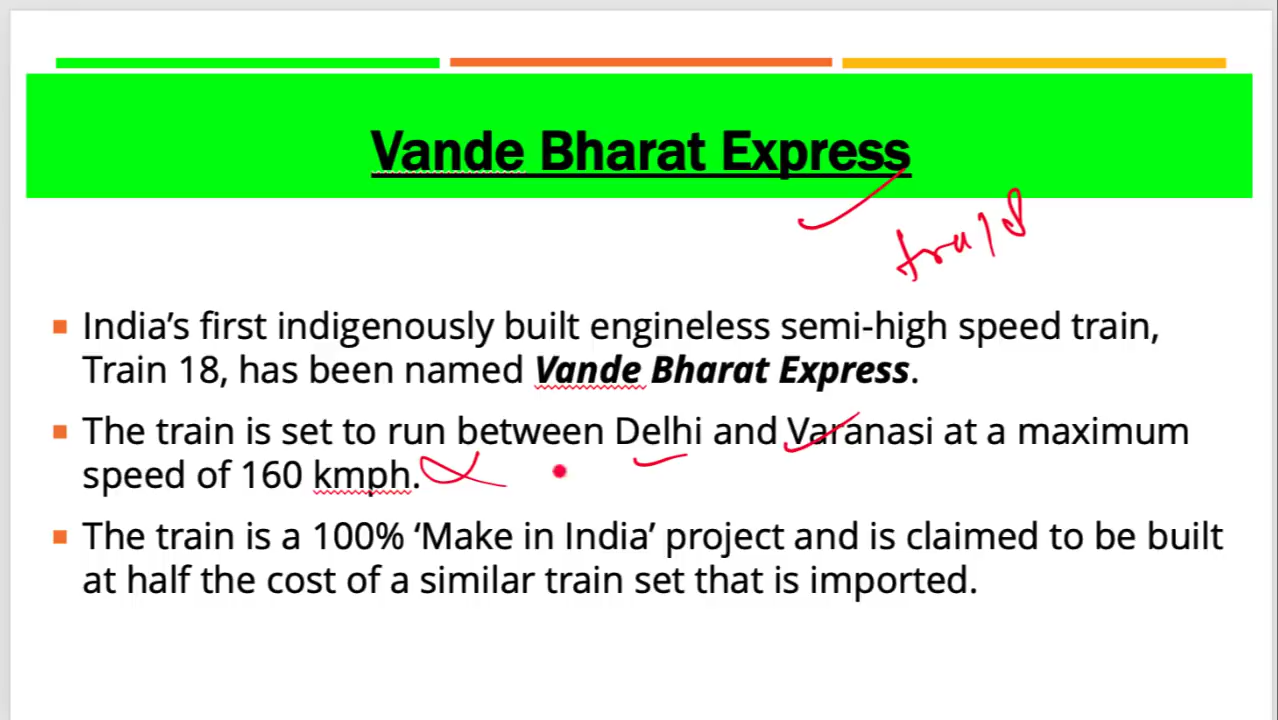 Vande Bharat Express
India's first indigenously built engineless semi-high speed train,
Train 18, has been named Vande Bharat Express.
The train is set to run between Delhi and Varanasi at a maximum
speed of 160 kmph.
The train is a 100% 'Make in India' project and is claimed to be built
at half the cost of a similar train set that is imported.